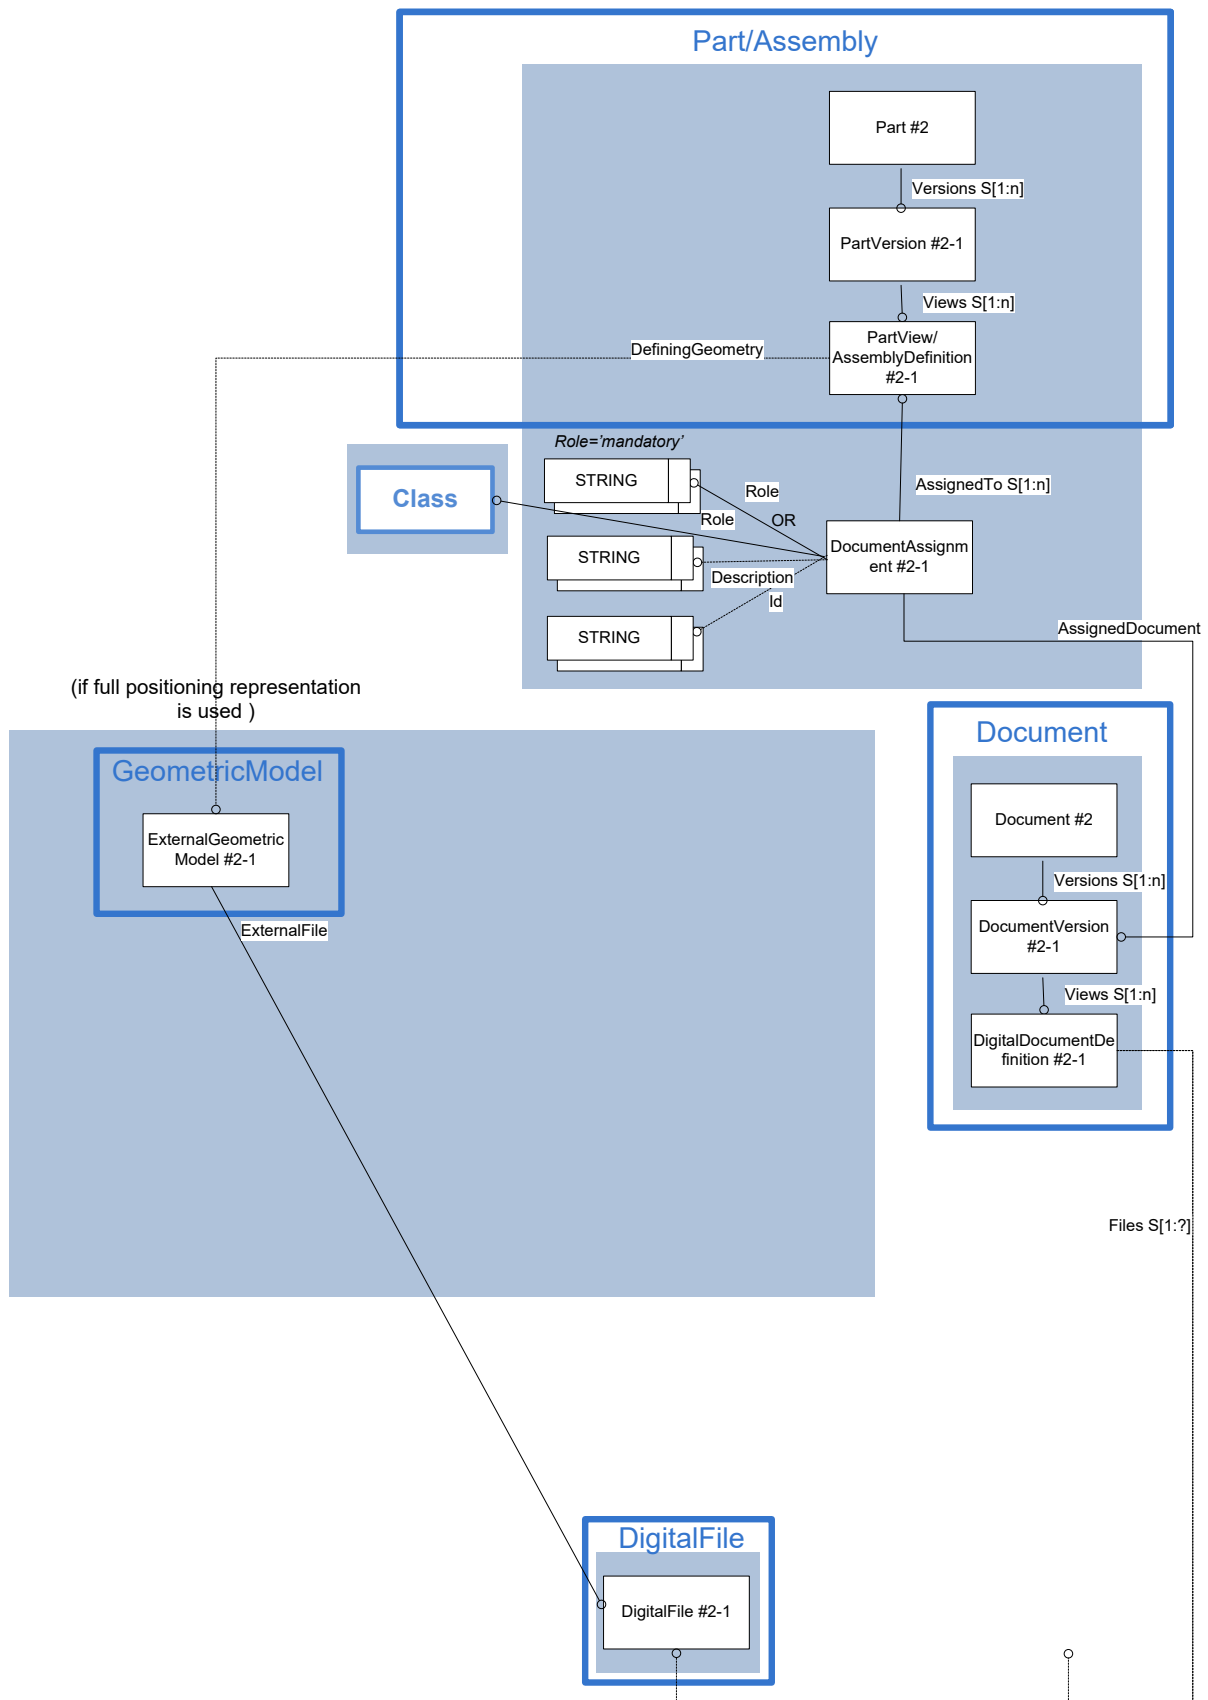 Part/Assembly
Part #2
Versions S[1:n]
PartVersion #2-1
Views S[1:n]
PartView/
AssemblyDefinition
#2-1
DefiningGeometry
Role='mandatory'
STRING
Class
Role
Role
OR
AssignedTo S[1:n]
DocumentAssignm
ent #2-1
STRING
Description
Id
STRING
AssignedDocument
(if full positioning representation
is used )
GeometricModel
ExternalGeometric
Model #2-1
ExternalFile
Document
Document #2
Versions S[1:n]
DocumentVersion
#2-1
Views S[1:n]
DigitalDocumentDe
finition #2-1
Files S[1:?]
DigitalFile
DigitalFile #2-1